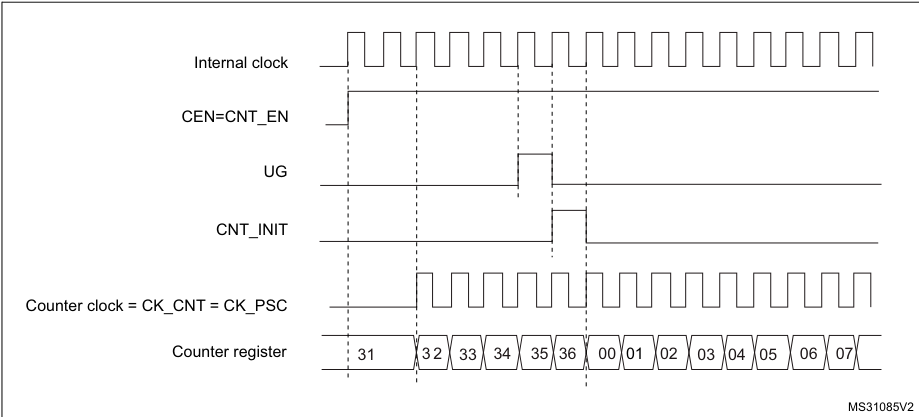 Internal clock
CEN=CNT_EN
UG
CNT_INIT
Counter clock = CK_CNT = CK_PSC
Counter register 31 32 33 34 35 36 00 01 02 03 04 05 06 07
MS31085V2